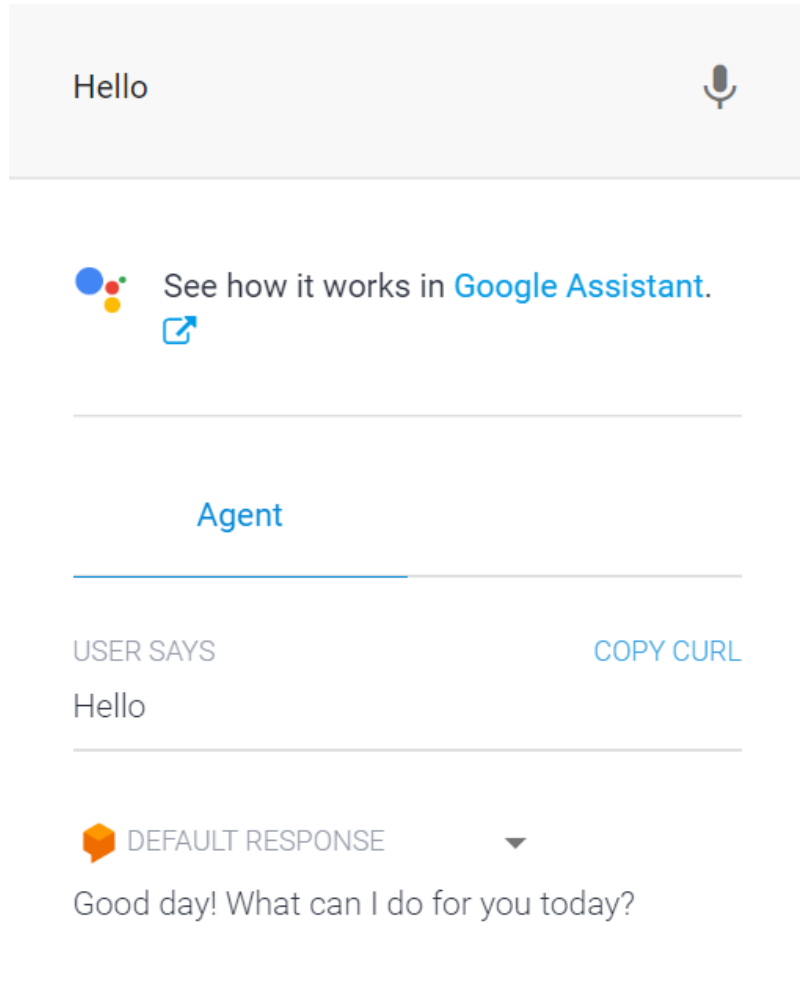 Hello
See how it works in Google Assistant.
Agent
USER SAYS
COPY CURL
Hello
DEFAULT RESPONSE
Good day! What can I do for you today?